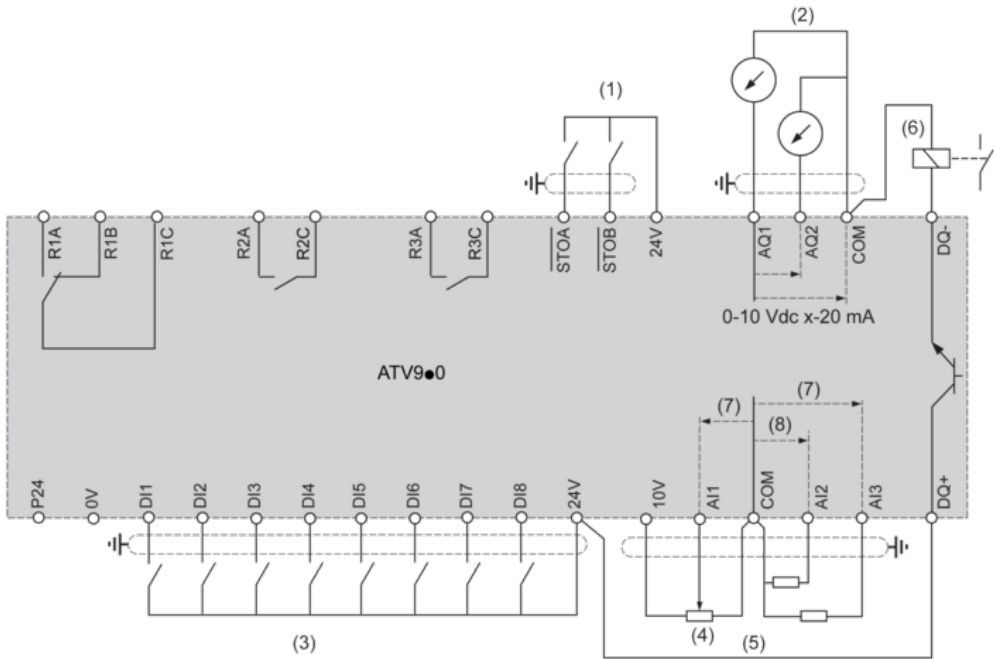 (2)
(1)
(6)
R1A R1B R1C R2A R2C R3A R3C STOA STOB 24V AQ1 AQ2 COM DQ-
0-10 Vdc x-20 mA
ATV9●0
(7) (7)
(8)
P24 0V DI1 DI2 DI3 DI4 DI5 DI6 DI7 DI8 24V 10V AI1 COM AI2 AI3 DQ+
(3) (4) (5)